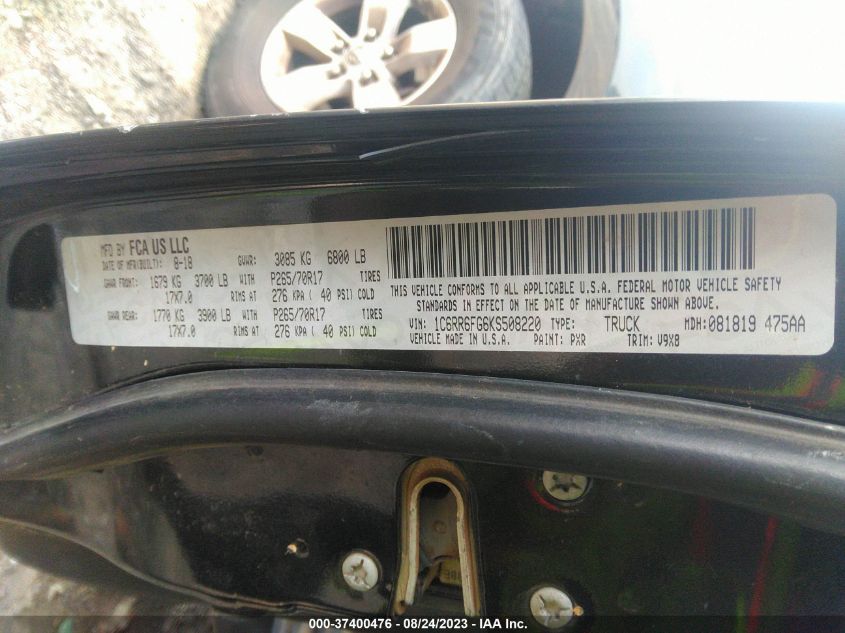 MFD BY FCA US LLC
DATE OF MFR(BUILT): 8-18 GVWR: 3085 KG 6800 LB
GAWR FRONT: 1679 KG 3700 LB WITH P265/70R17 TIRES
17X7.0 RIMS AT 276 KPA ( 40 PSI) COLD
GAWR REAR: 1770 KG 3900 LB WITH P265/70R17 TIRES
17X7.0 RIMS AT 276 KPA ( 40 PSI) COLD
THIS VEHICLE CONFORMS TO ALL APPLICABLE U.S.A. FEDERAL MOTOR VEHICLE SAFETY
STANDARDS IN EFFECT ON THE DATE OF MANUFACTURE SHOWN ABOVE.
VIN: 1C6RR6FG6KS508220 TYPE: TRUCK MDH: 081819 475AA
VEHICLE MADE IN U.S.A. PAINT: PXR TRIM: V9X8
000-37400476 - 08/24/2023 - IAA Inc.